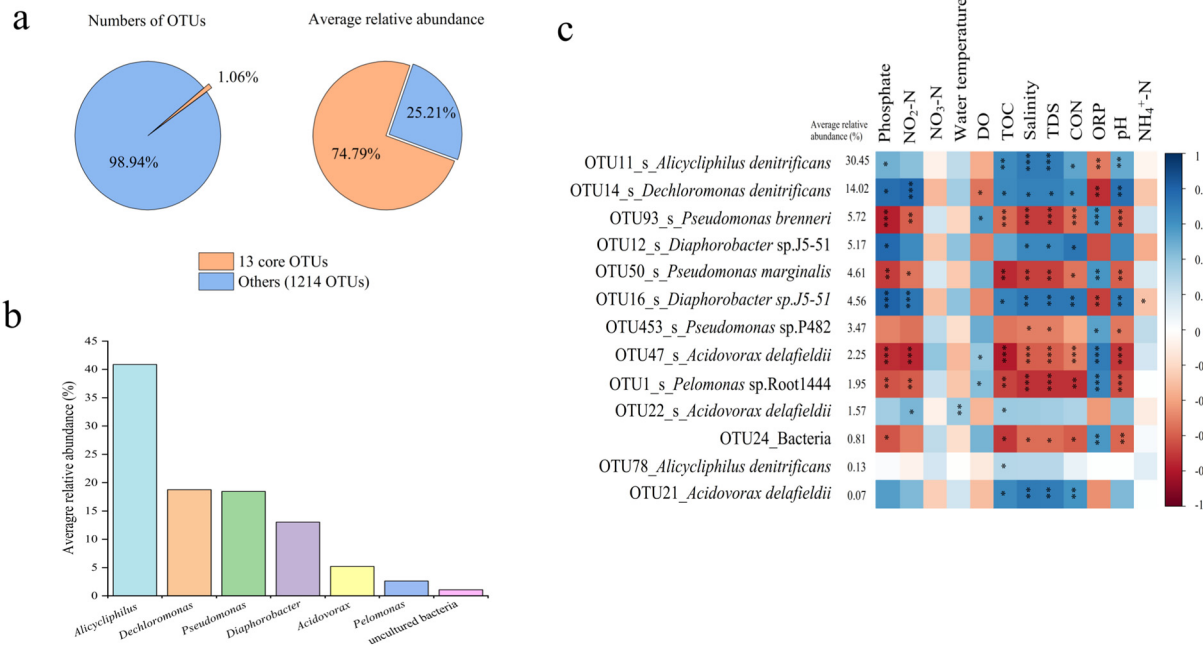 a
Numbers of OTUs
Average relative abundance
1.06%
98.94%
25.21%
74.79%
13 core OTUs
Others (1214 OTUs)
b
Averagre relative abundance (%)
45
40
35
30
25
20
15
10
5
0
Alicycliphilus
Dechloromonas
Pseudomonas
Diaphorobacter
Acidovorax
Pelomonas
uncultured bacteria
c
Average relative
abundance (%)
Phosphate
NO₂-N
NO₃-N
Water temperature
DO
TOC
Salinity
TDS
CON
ORP
pH
NH₄⁺-N
OTU11_s_Alicycliphilus denitrificans 30.45
OTU14_s_Dechloromonas denitrificans 14.02
OTU93_s_Pseudomonas brenneri 5.72
OTU12_s_Diaphorobacter sp.J5-51 5.17
OTU50_s_Pseudomonas marginalis 4.61
OTU16_s_Diaphorobacter sp.J5-51 4.56
OTU453_s_Pseudomonas sp.P482 3.47
OTU47_s_Acidovorax delafieldii 2.25
OTU1_s_Pelomonas sp.Root1444 1.95
OTU22_s_Acidovorax delafieldii 1.57
OTU24_Bacteria 0.81
OTU78_Alicycliphilus denitrificans 0.13
OTU21_Acidovorax delafieldii 0.07
1
0
-1